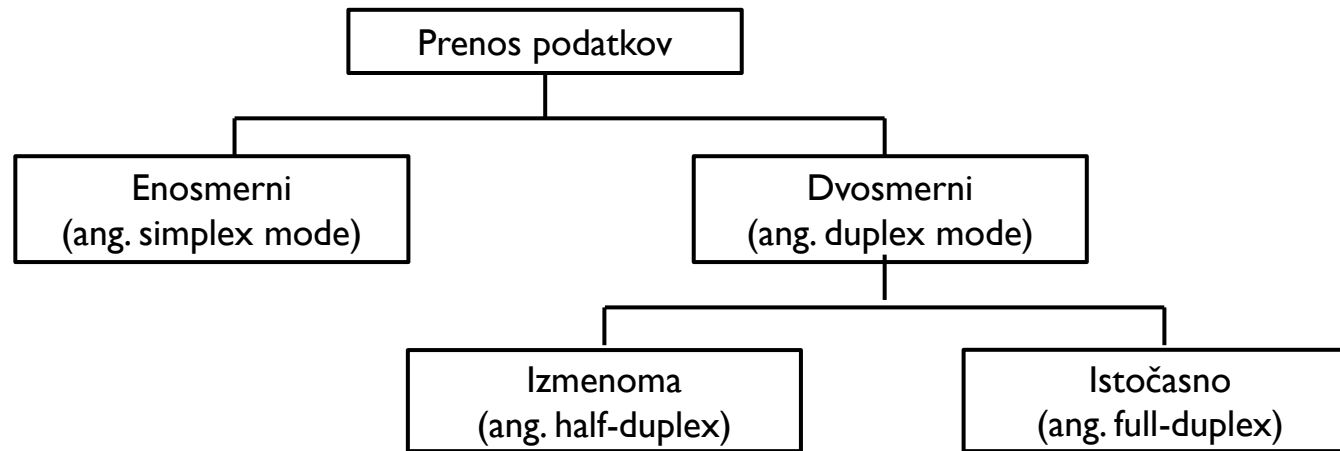 Prenos podatkov
Enosmerni
(ang. simplex mode)
Dvosmerni
(ang. duplex mode)
Izmenoma
(ang. half-duplex)
Istočasno
(ang. full-duplex)